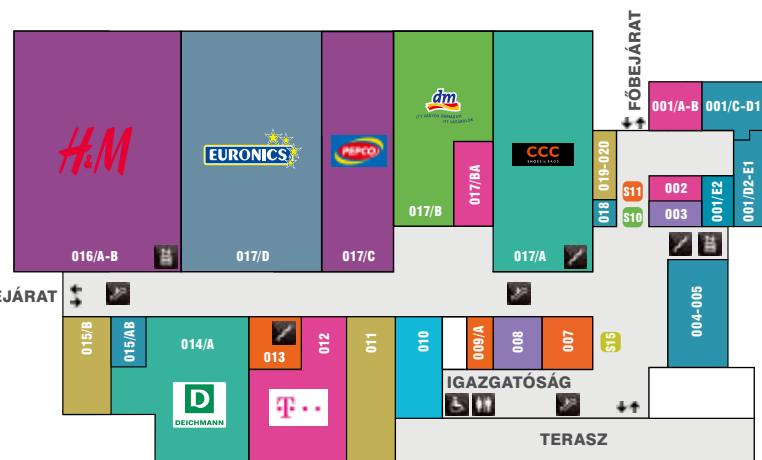 FŐBEJÁRAT
001/A-B
001/C-D1
H&M
EURONICS
PEPCO
dm
CCC
SHOES & BAGS
017/BA
019-020
018
S11
S10
002
003
001/E2
001/D2-E1
016/A-B
017/D
017/C
017/B
017/A
EJÁRAT
004-005
015/B
015/AB
014/A
013
012
011
010
009/A
008
007
S15
D
DEICHMANN
T
IGAZGATÓSÁG
TERASZ